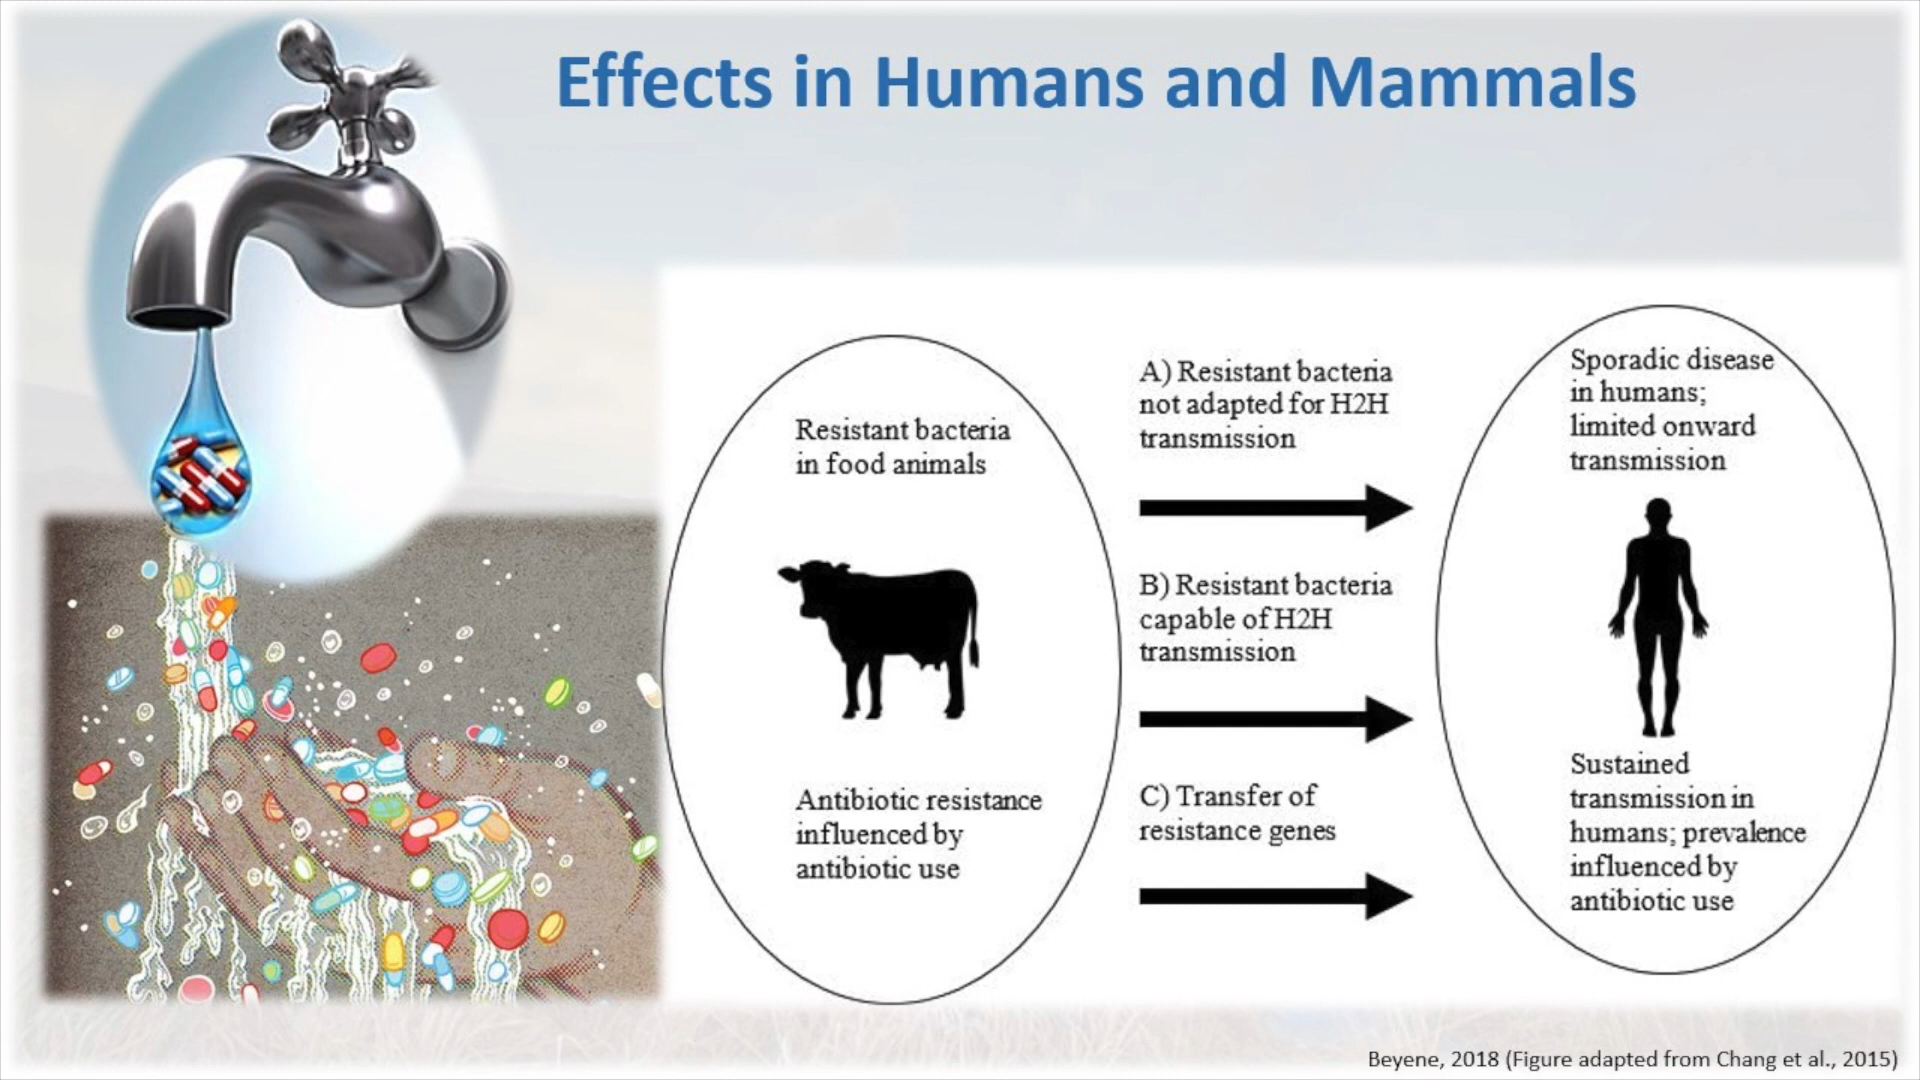 Effects in Humans and Mammals
Resistant bacteria
in food animals
Antibiotic resistance
influenced by
antibiotic use
A) Resistant bacteria
not adapted for H2H
transmission
B) Resistant bacteria
capable of H2H
transmission
C) Transfer of
resistance genes
Sporadic disease
in humans;
limited onward
transmission
Sustained
transmission in
humans; prevalence
influenced by
antibiotic use
Beyene, 2018 (Figure adapted from Chang et al., 2015)